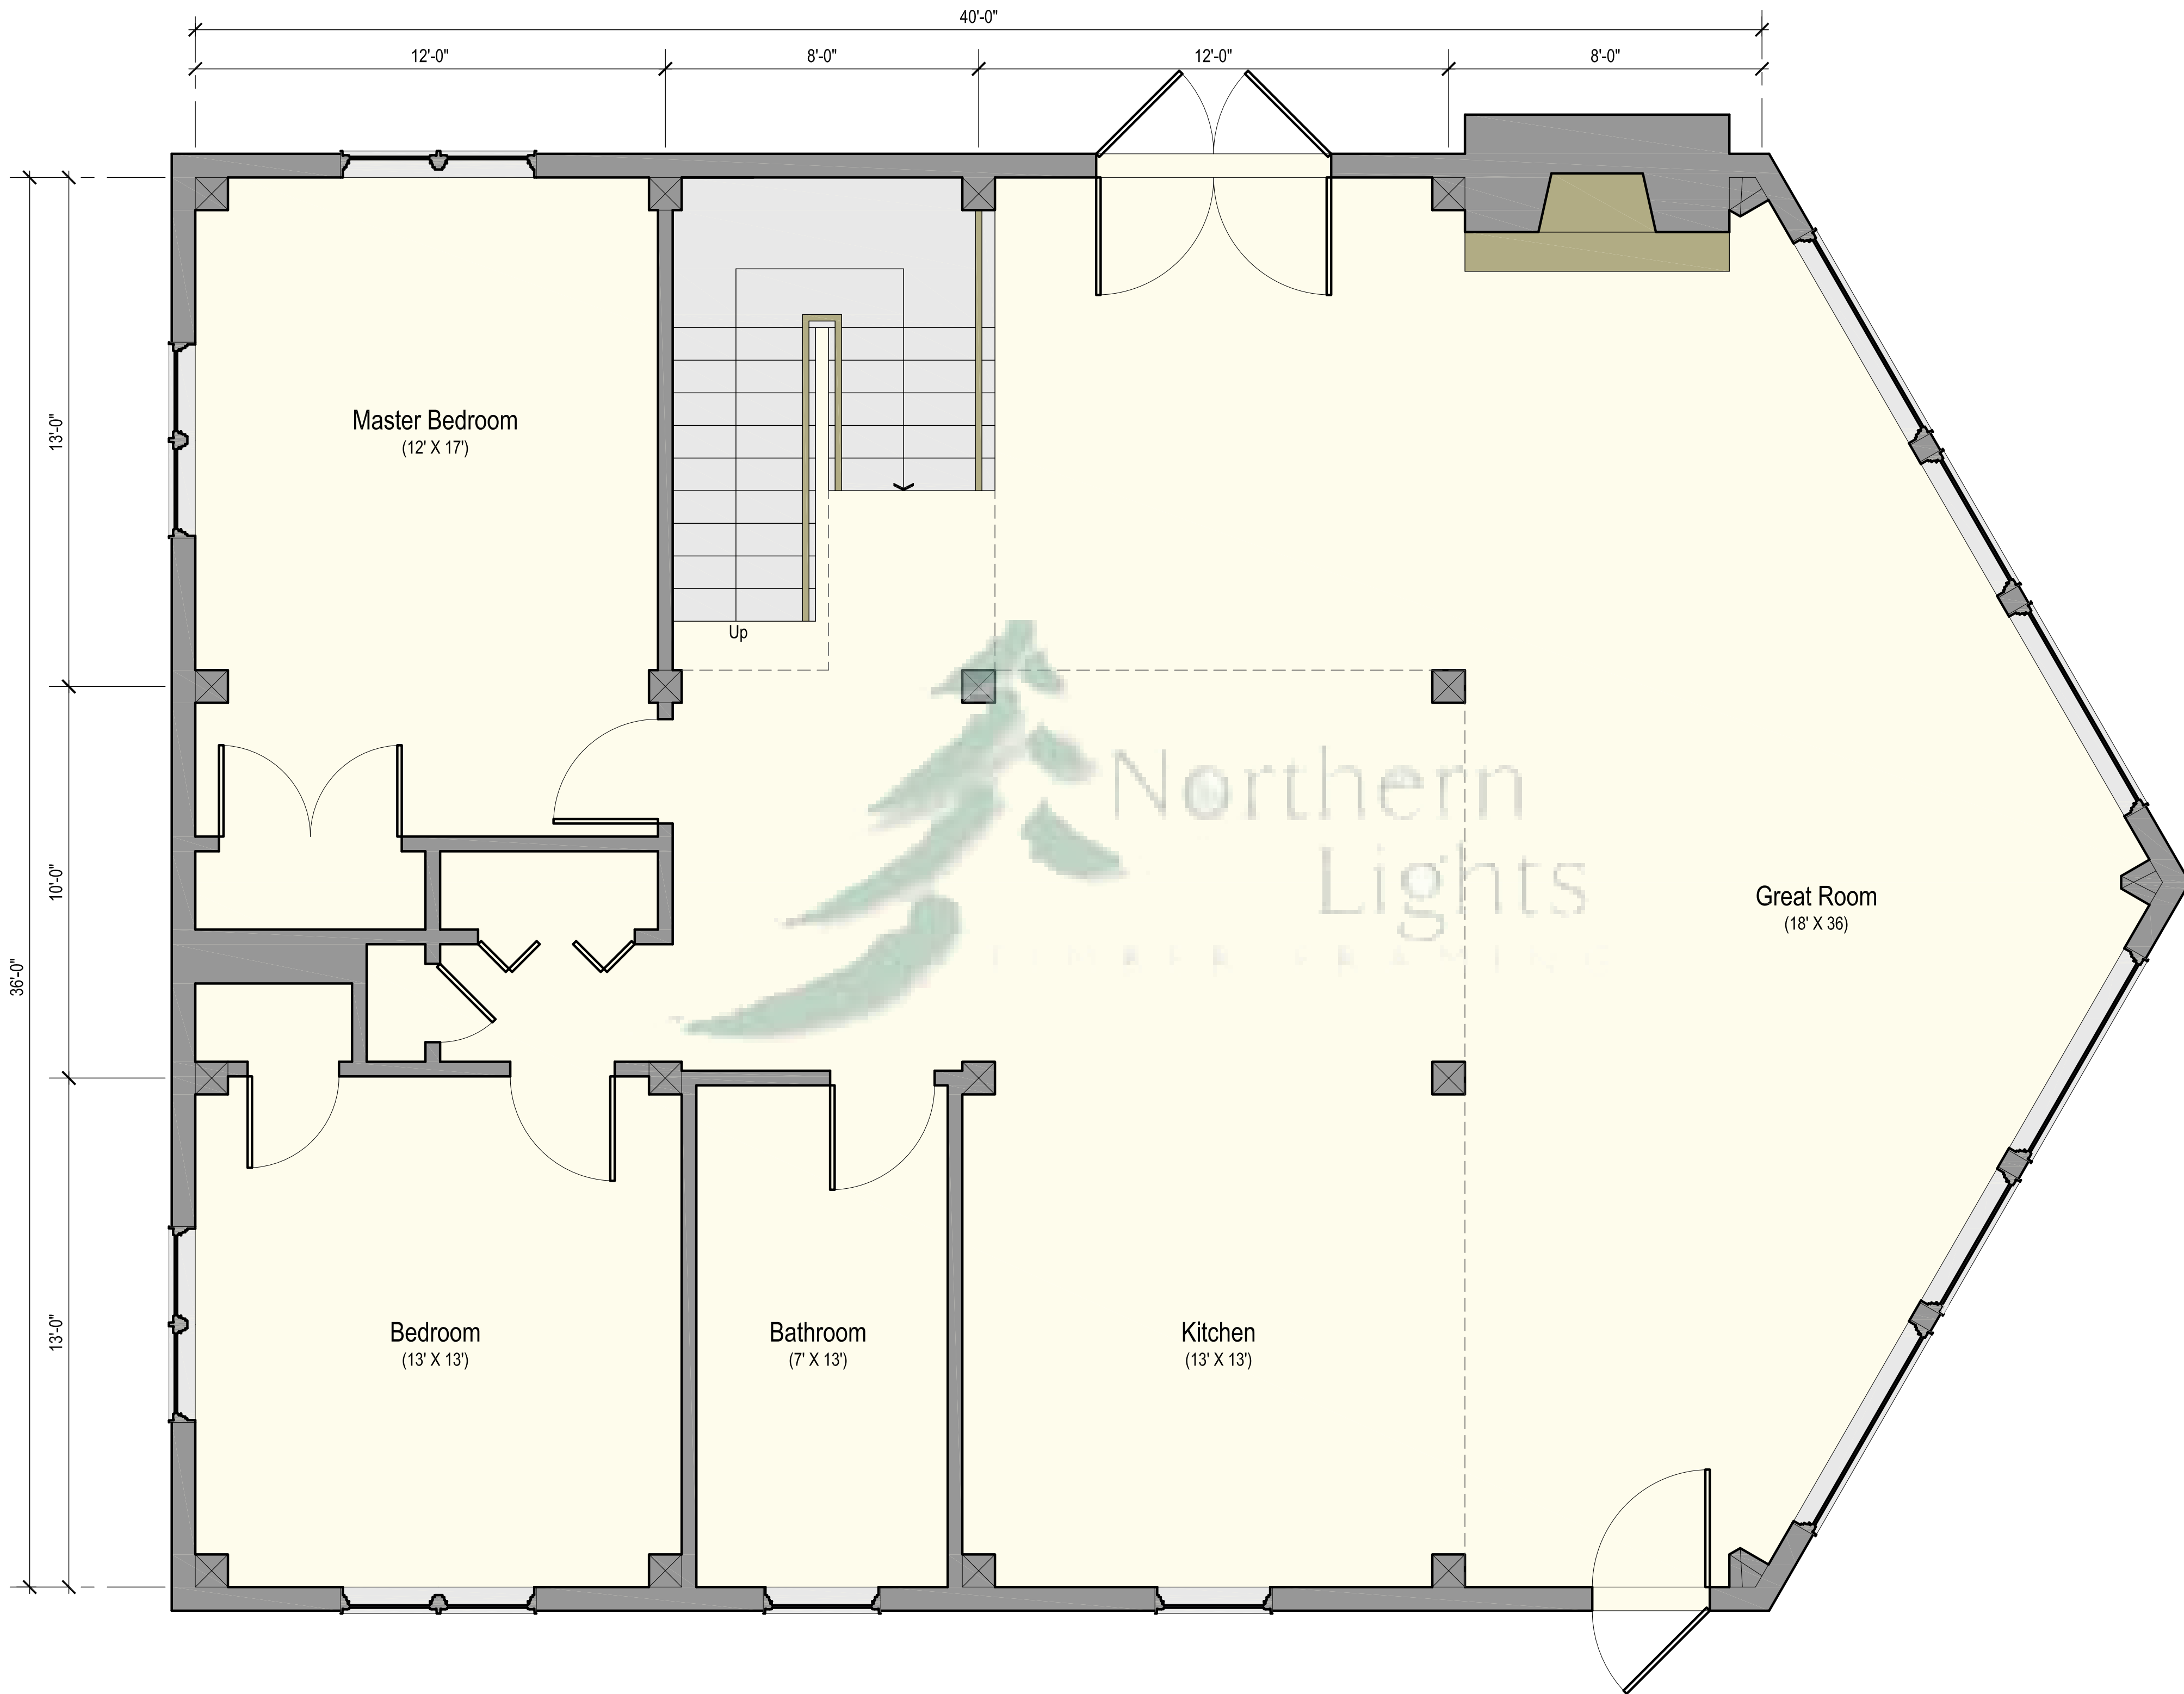 40'-0"
12'-0"
8'-0"
12'-0"
8'-0"
13'-0"
10'-0"
36'-0"
13'-0"
Master Bedroom
(12' X 17')
Up
Northern
Lights
Great Room
(18' X 36)
Bedroom
(13' X 13')
Bathroom
(7' X 13')
Kitchen
(13' X 13')